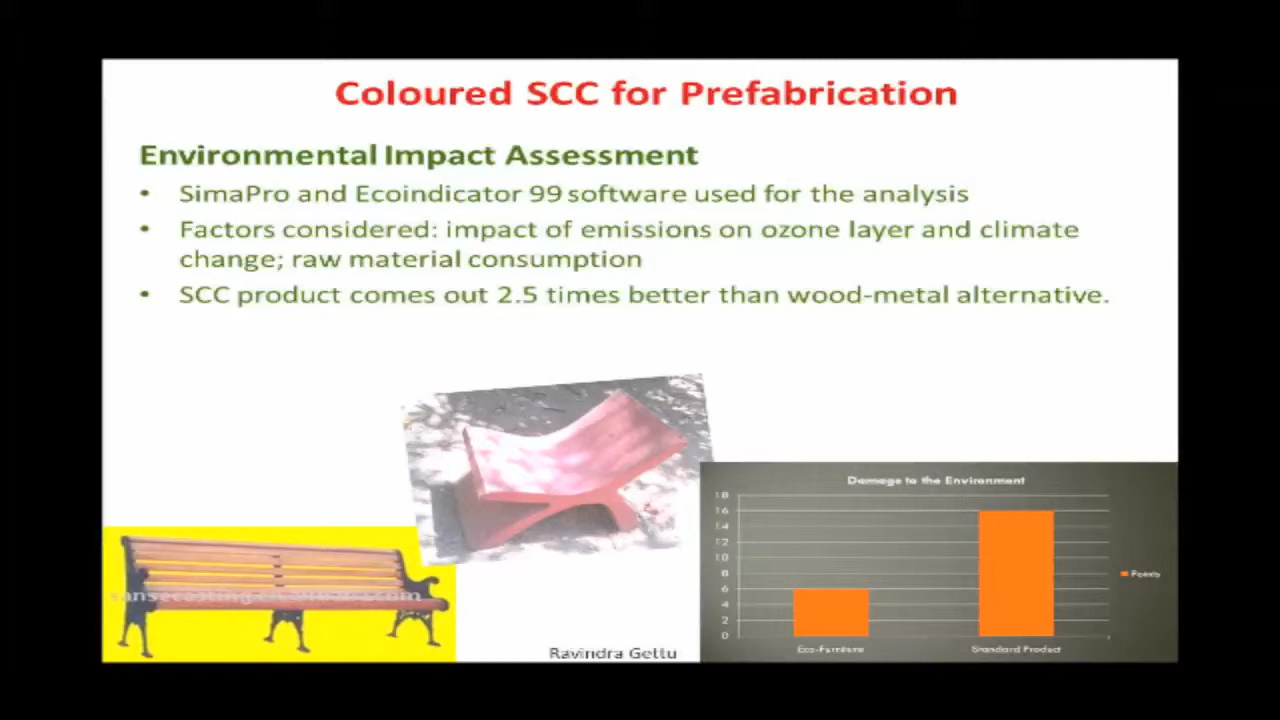 Coloured SCC for Prefabrication
Environmental Impact Assessment
• SimaPro and Ecoindicator 99 software used for the analysis
• Factors considered: impact of emissions on ozone layer and climate
change; raw material consumption
• SCC product comes out 2.5 times better than wood-metal alternative.
Damage to the Environment
18
16
14
12
10
8
6
4
2
0
Points
Eco-Furniture
Standard Product
Ravindra Gettu